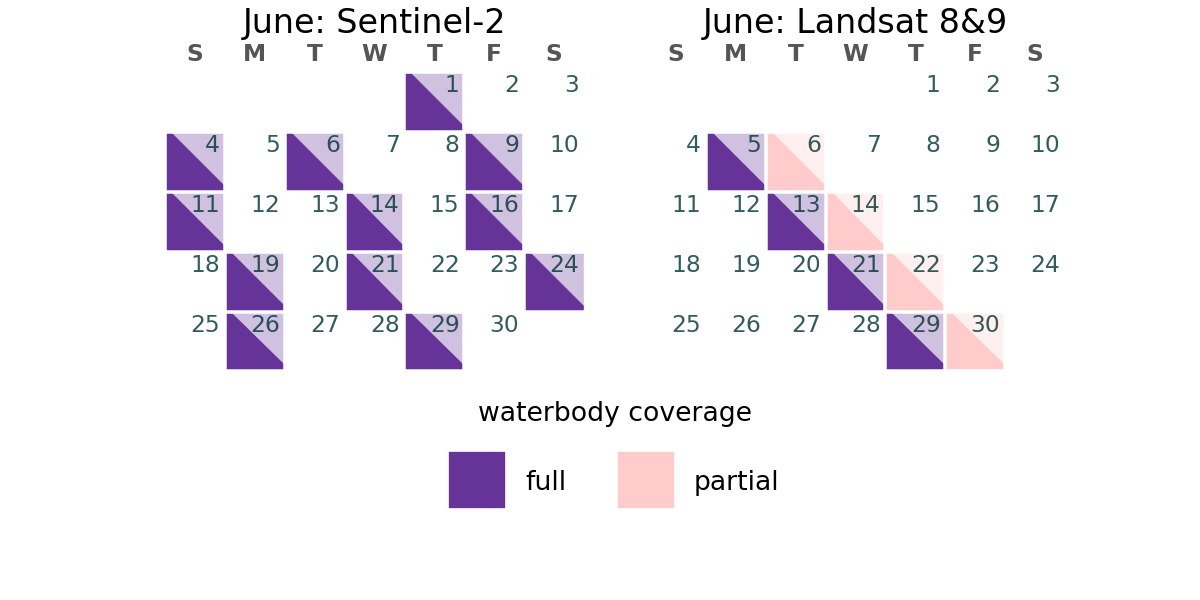 June: Sentinel-2
S M T W T F S
1 2 3
4 5 6 7 8 9 10
11 12 13 14 15 16 17
18 19 20 21 22 23 24
25 26 27 28 29 30
June: Landsat 8&9
S M T W T F S
1 2 3
4 5 6 7 8 9 10
11 12 13 14 15 16 17
18 19 20 21 22 23 24
25 26 27 28 29 30
waterbody coverage
full partial